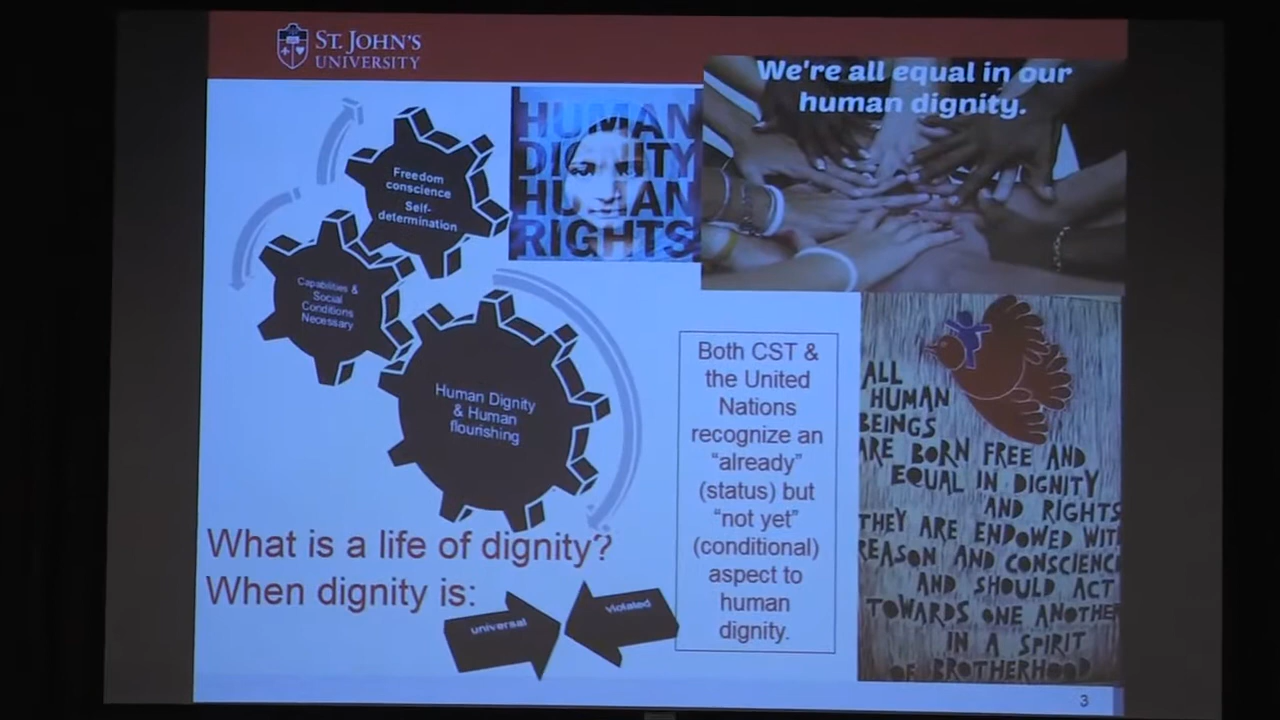 ST. JOHN'S
UNIVERSITY
We're all equal in our
human dignity.
HUMAN
DIGNITY
HUMAN
RIGHTS
Freedom
conscience
Self-
determination
Capabilities &
Social
Conditions
Necessary
Human Dignity
& Human
flourishing
Both CST &
the United
Nations
recognize an
"already"
(status) but
"not yet"
(conditional)
aspect to
human
dignity.
ALL
HUMAN
BEINGS
ARE BORN FREE AND
EQUAL IN DIGNITY
AND RIGHTS
THEY ARE ENDOWED WIT
REASON AND CONSCIENC
AND SHOULD ACT
TOWARDS ONE ANOTHE
IN A SPIRIT
OF BROTHERHOOD
What is a life of dignity?
When dignity is:
universal
violated
3